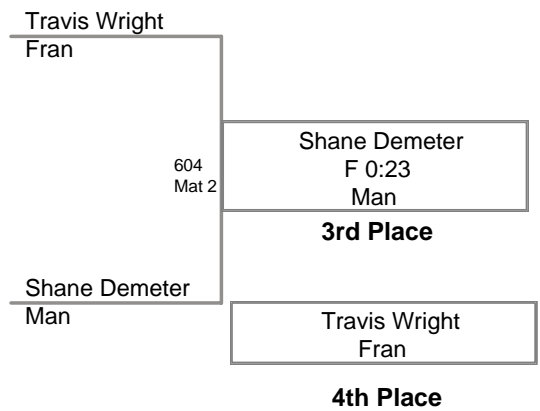 Travis Wright
Fran
604
Mat 2
Shane Demeter
F 0:23
Man
3rd Place
Shane Demeter
Man
Travis Wright
Fran
4th Place